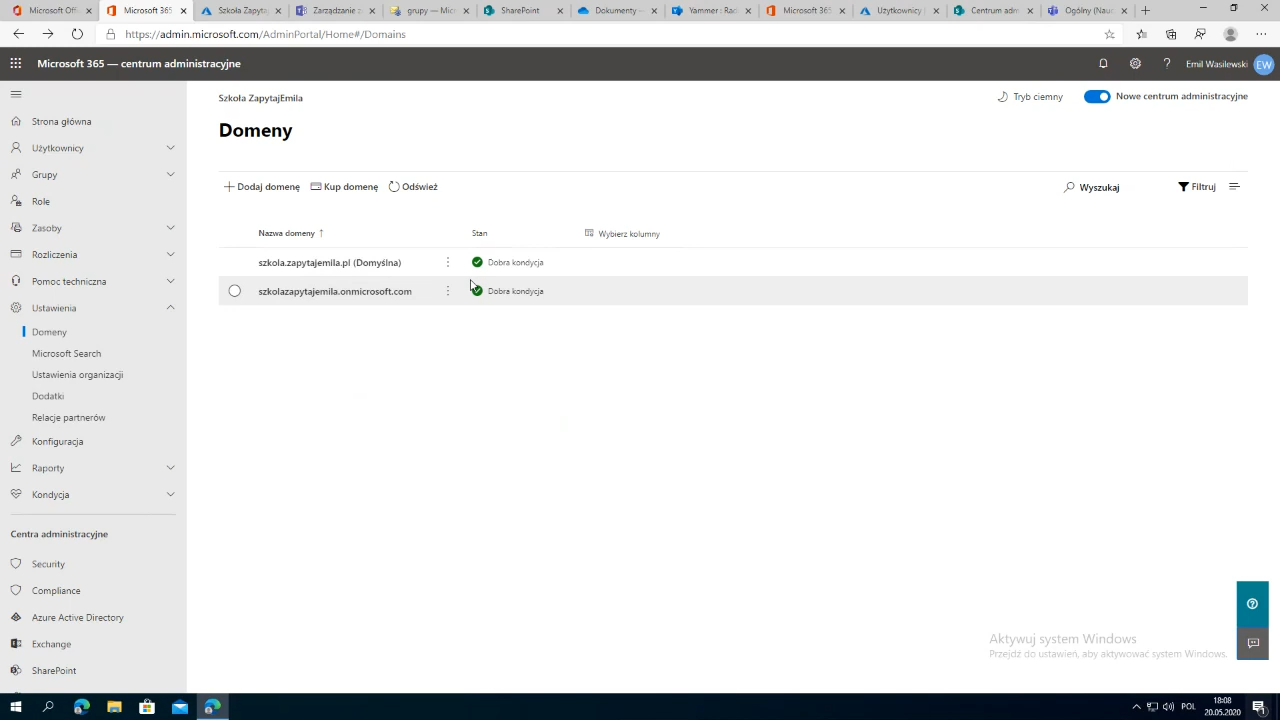 Microsoft Offic
Microsoft 365
Szkoła Zapytaj
Zarządzanie z
grupy — Micr
SharePoint
Dokumenty —
Yammer : Rad
Microsoft 365
Użytkownicy
Centrum adm
Ogólny (Nauc
https://admin.microsoft.com/AdminPortal/Home#/Domains
Microsoft 365 — centrum administracyjne
Emil Wasilewski EW
Szkoła ZapytajEmila
Tryb ciemny
Nowe centrum administracyjne
Domeny
Dodaj domenę
Kup domenę
Odśwież
Wyszukaj
Filtruj
Nazwa domeny ↑
Stan
Wybierz kolumny
szkola.zapytajemila.pl (Domyślna)
Dobra kondycja
szkolazapytajemila.onmicrosoft.com
Dobra kondycja
Strona główna
Użytkownicy
Grupy
Role
Zasoby
Rozliczenia
Pomoc techniczna
Ustawienia
Domeny
Microsoft Search
Ustawienia organizacji
Dodatki
Relacje partnerów
Konfiguracja
Raporty
Kondycja
Centra administracyjne
Security
Compliance
Azure Active Directory
Exchange
SharePoint
Aktywuj system Windows
Przejdź do ustawień, aby aktywować system Windows.
POL
18:08
20.05.2020
1